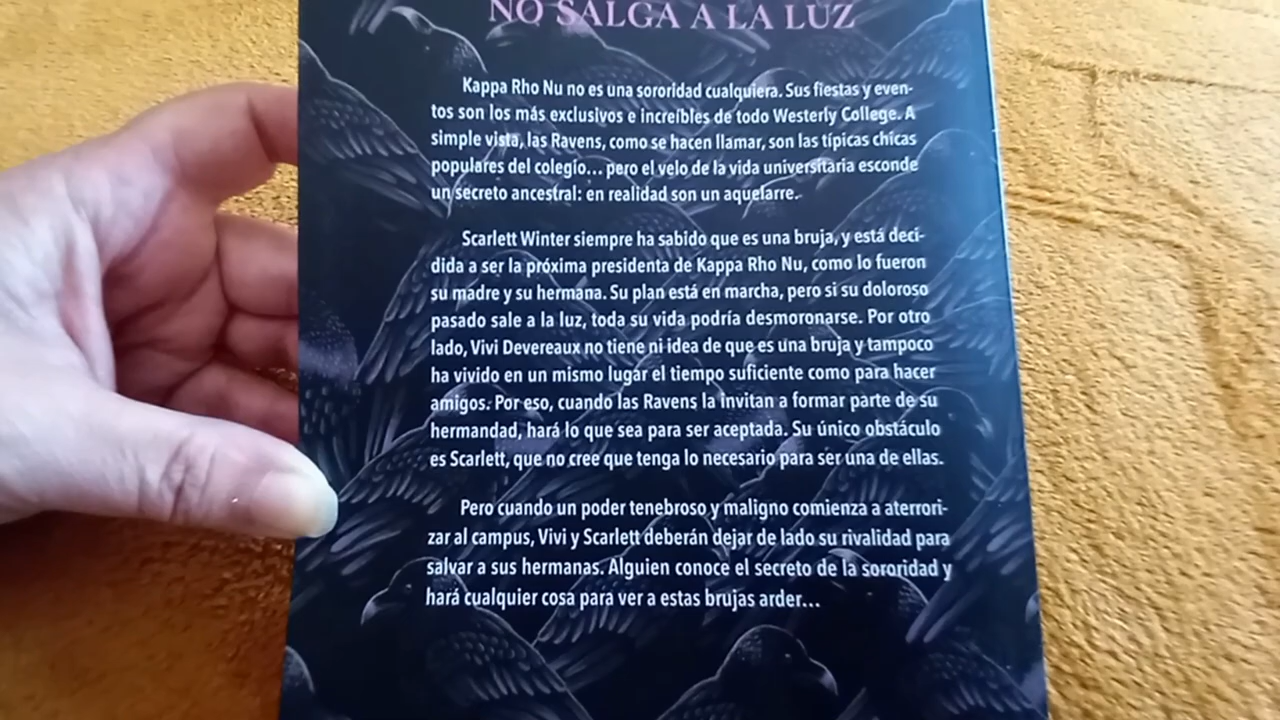 NO SALGA A LA LUZ
Kappa Rho Nu no es una sororidad cualquiera. Sus fiestas y even-
tos son los más exclusivos e increíbles de todo Westerly College. A
simple vista, las Ravens, como se hacen llamar, son las típicas chicas
populares del colegio... pero el velo de la vida universitaria esconde
un secreto ancestral: en realidad son un aquelarre.
Scarlett Winter siempre ha sabido que es una bruja, y está deci-
dida a ser la próxima presidenta de Kappa Rho Nu, como lo fueron
su madre y su hermana. Su plan está en marcha, pero si su doloroso
pasado sale a la luz, toda su vida podría desmoronarse. Por otro
lado, Vivi Devereaux no tiene ni idea de que es una bruja y tampoco
ha vivido en un mismo lugar el tiempo suficiente como para hacer
amigos. Por eso, cuando las Ravens la invitan a formar parte de su
hermandad, hará lo que sea para ser aceptada. Su único obstáculo
es Scarlett, que no cree que tenga lo necesario para ser una de ellas.
Pero cuando un poder tenebroso y maligno comienza a aterrori-
zar al campus, Vivi y Scarlett deberán dejar de lado su rivalidad para
salvar a sus hermanas. Alguien conoce el secreto de la sororidad y
hará cualquier cosa para ver a estas brujas arder...